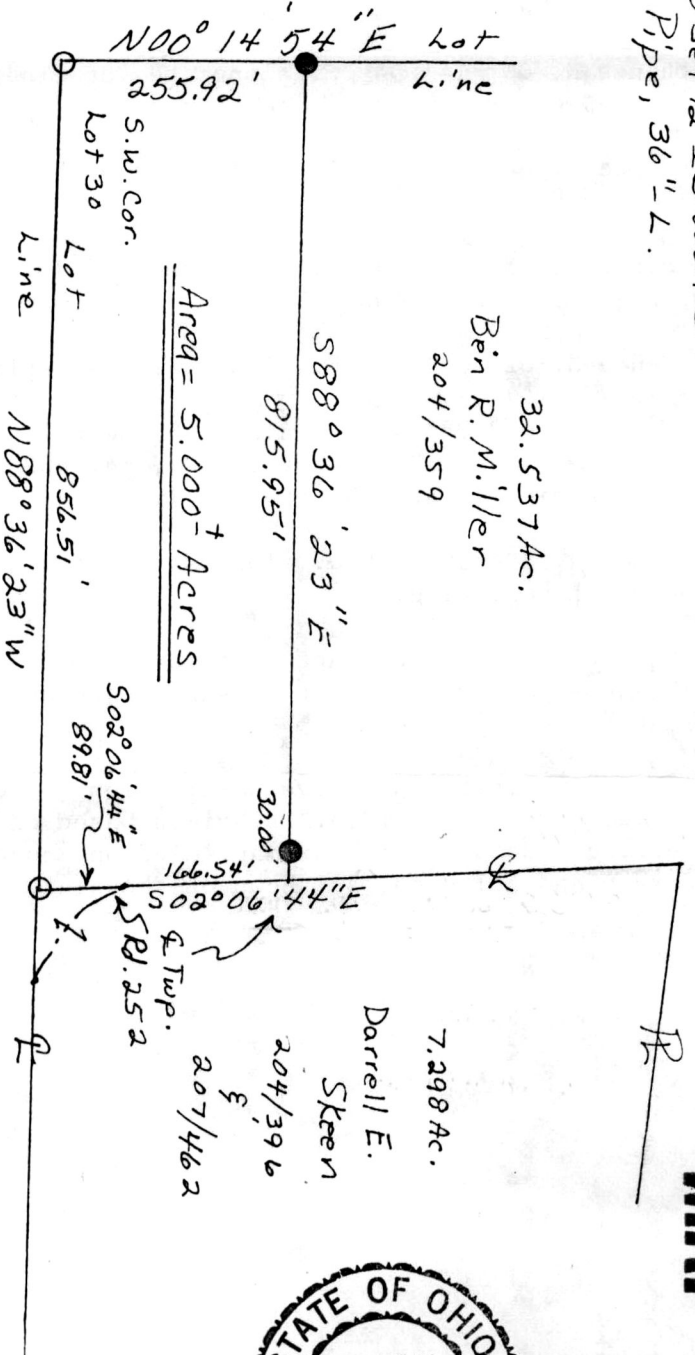 Pipe, 36"-L.
N00° 14' 54" E Lot
255.92' Line
S.W. Cor.
Lot 30
Lot
Line
856.51'
N88° 36' 23" W
Area = 5.000± Acres
S88° 36' 23" E
815.95'
30.00
32.537 Ac.
Ben R. Miller
204/359
S02° 06' 44" E
89.81'
166.54'
S02° 06' 44" E
℄ Twp.
Rd. 252
7.298 Ac.
Darrell E.
Skeen
204/396
&
207/462
STATE OF OHIO